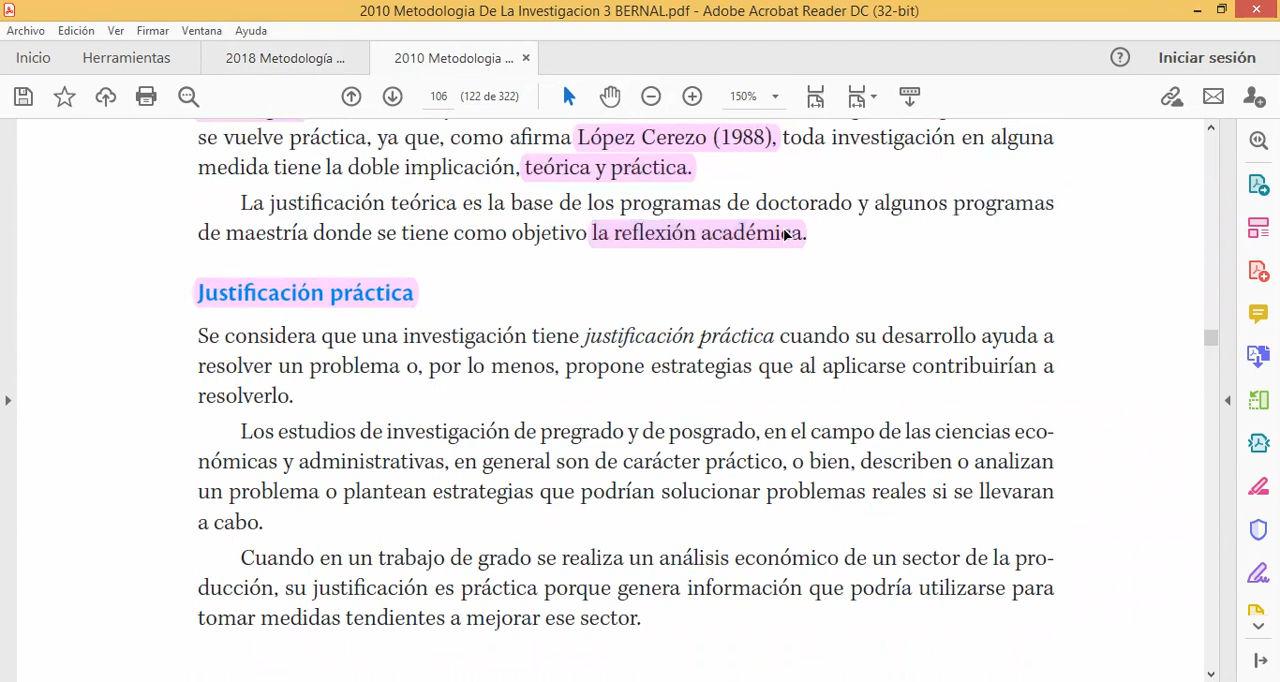 2010 Metodologia De La Investigacion 3 BERNAL.pdf - Adobe Acrobat Reader DC (32-bit)
Archivo Edición Ver Firmar Ventana Ayuda
Inicio Herramientas 2018 Metodología ... 2010 Metodologia ... × Iniciar sesión
106 (122 de 322) 150%
se vuelve práctica, ya que, como afirma López Cerezo (1988), toda investigación en alguna
medida tiene la doble implicación, teórica y práctica.
La justificación teórica es la base de los programas de doctorado y algunos programas
de maestría donde se tiene como objetivo la reflexión académica.
Justificación práctica
Se considera que una investigación tiene justificación práctica cuando su desarrollo ayuda a
resolver un problema o, por lo menos, propone estrategias que al aplicarse contribuirían a
resolverlo.
Los estudios de investigación de pregrado y de posgrado, en el campo de las ciencias eco-
nómicas y administrativas, en general son de carácter práctico, o bien, describen o analizan
un problema o plantean estrategias que podrían solucionar problemas reales si se llevaran
a cabo.
Cuando en un trabajo de grado se realiza un análisis económico de un sector de la pro-
ducción, su justificación es práctica porque genera información que podría utilizarse para
tomar medidas tendientes a mejorar ese sector.